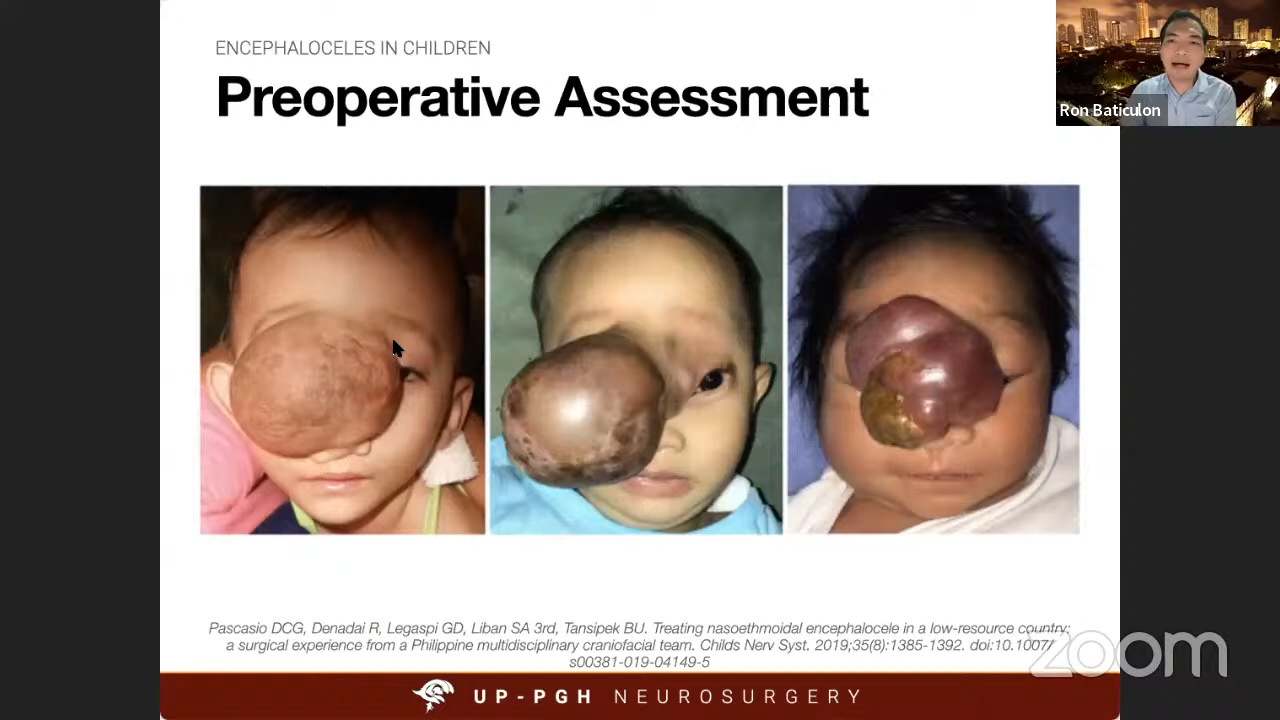 ENCEPHALOCELES IN CHILDREN
Preoperative Assessment
Ron Baticulon
Pascasio DCG, Denadai R, Legaspi GD, Liban SA 3rd, Tansipek BU. Treating nasoethmoidal encephalocele in a low-resource country:
a surgical experience from a Philippine multidisciplinary craniofacial team. Childs Nerv Syst. 2019;35(8):1385-1392. doi:10.1007/
s00381-019-04149-5
zoom
UP-PGH NEUROSURGERY